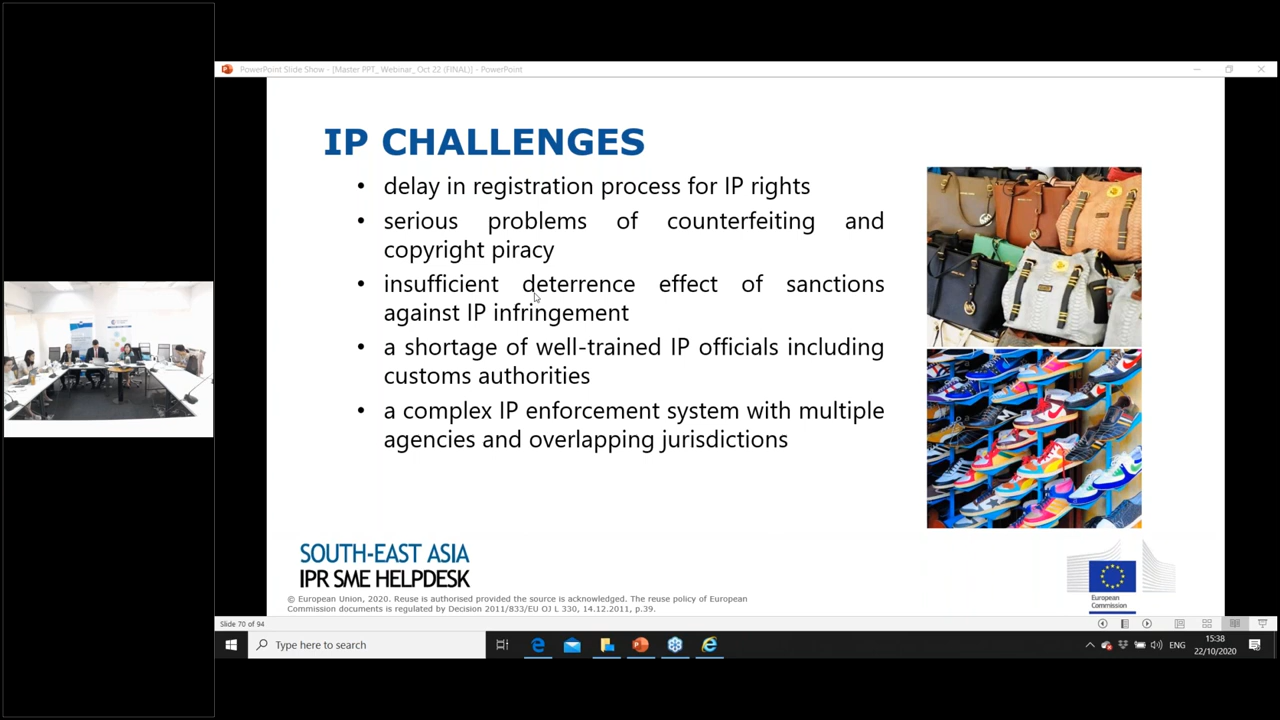 PowerPoint Slide Show - [Master PPT_ Webinar_ Oct 22 (FINAL)] - PowerPoint
IP CHALLENGES
• delay in registration process for IP rights
• serious problems of counterfeiting and
copyright piracy
• insufficient deterrence effect of sanctions
against IP infringement
• a shortage of well-trained IP officials including
customs authorities
• a complex IP enforcement system with multiple
agencies and overlapping jurisdictions
SOUTH-EAST ASIA
IPR SME HELPDESK
© European Union, 2020. Reuse is authorised provided the source is acknowledged. The reuse policy of European
Commission documents is regulated by Decision 2011/833/EU OJ L 330, 14.12.2011, p.39.
European
Commission
Slide 70 of 94
Type here to search
ENG
15:38
22/10/2020